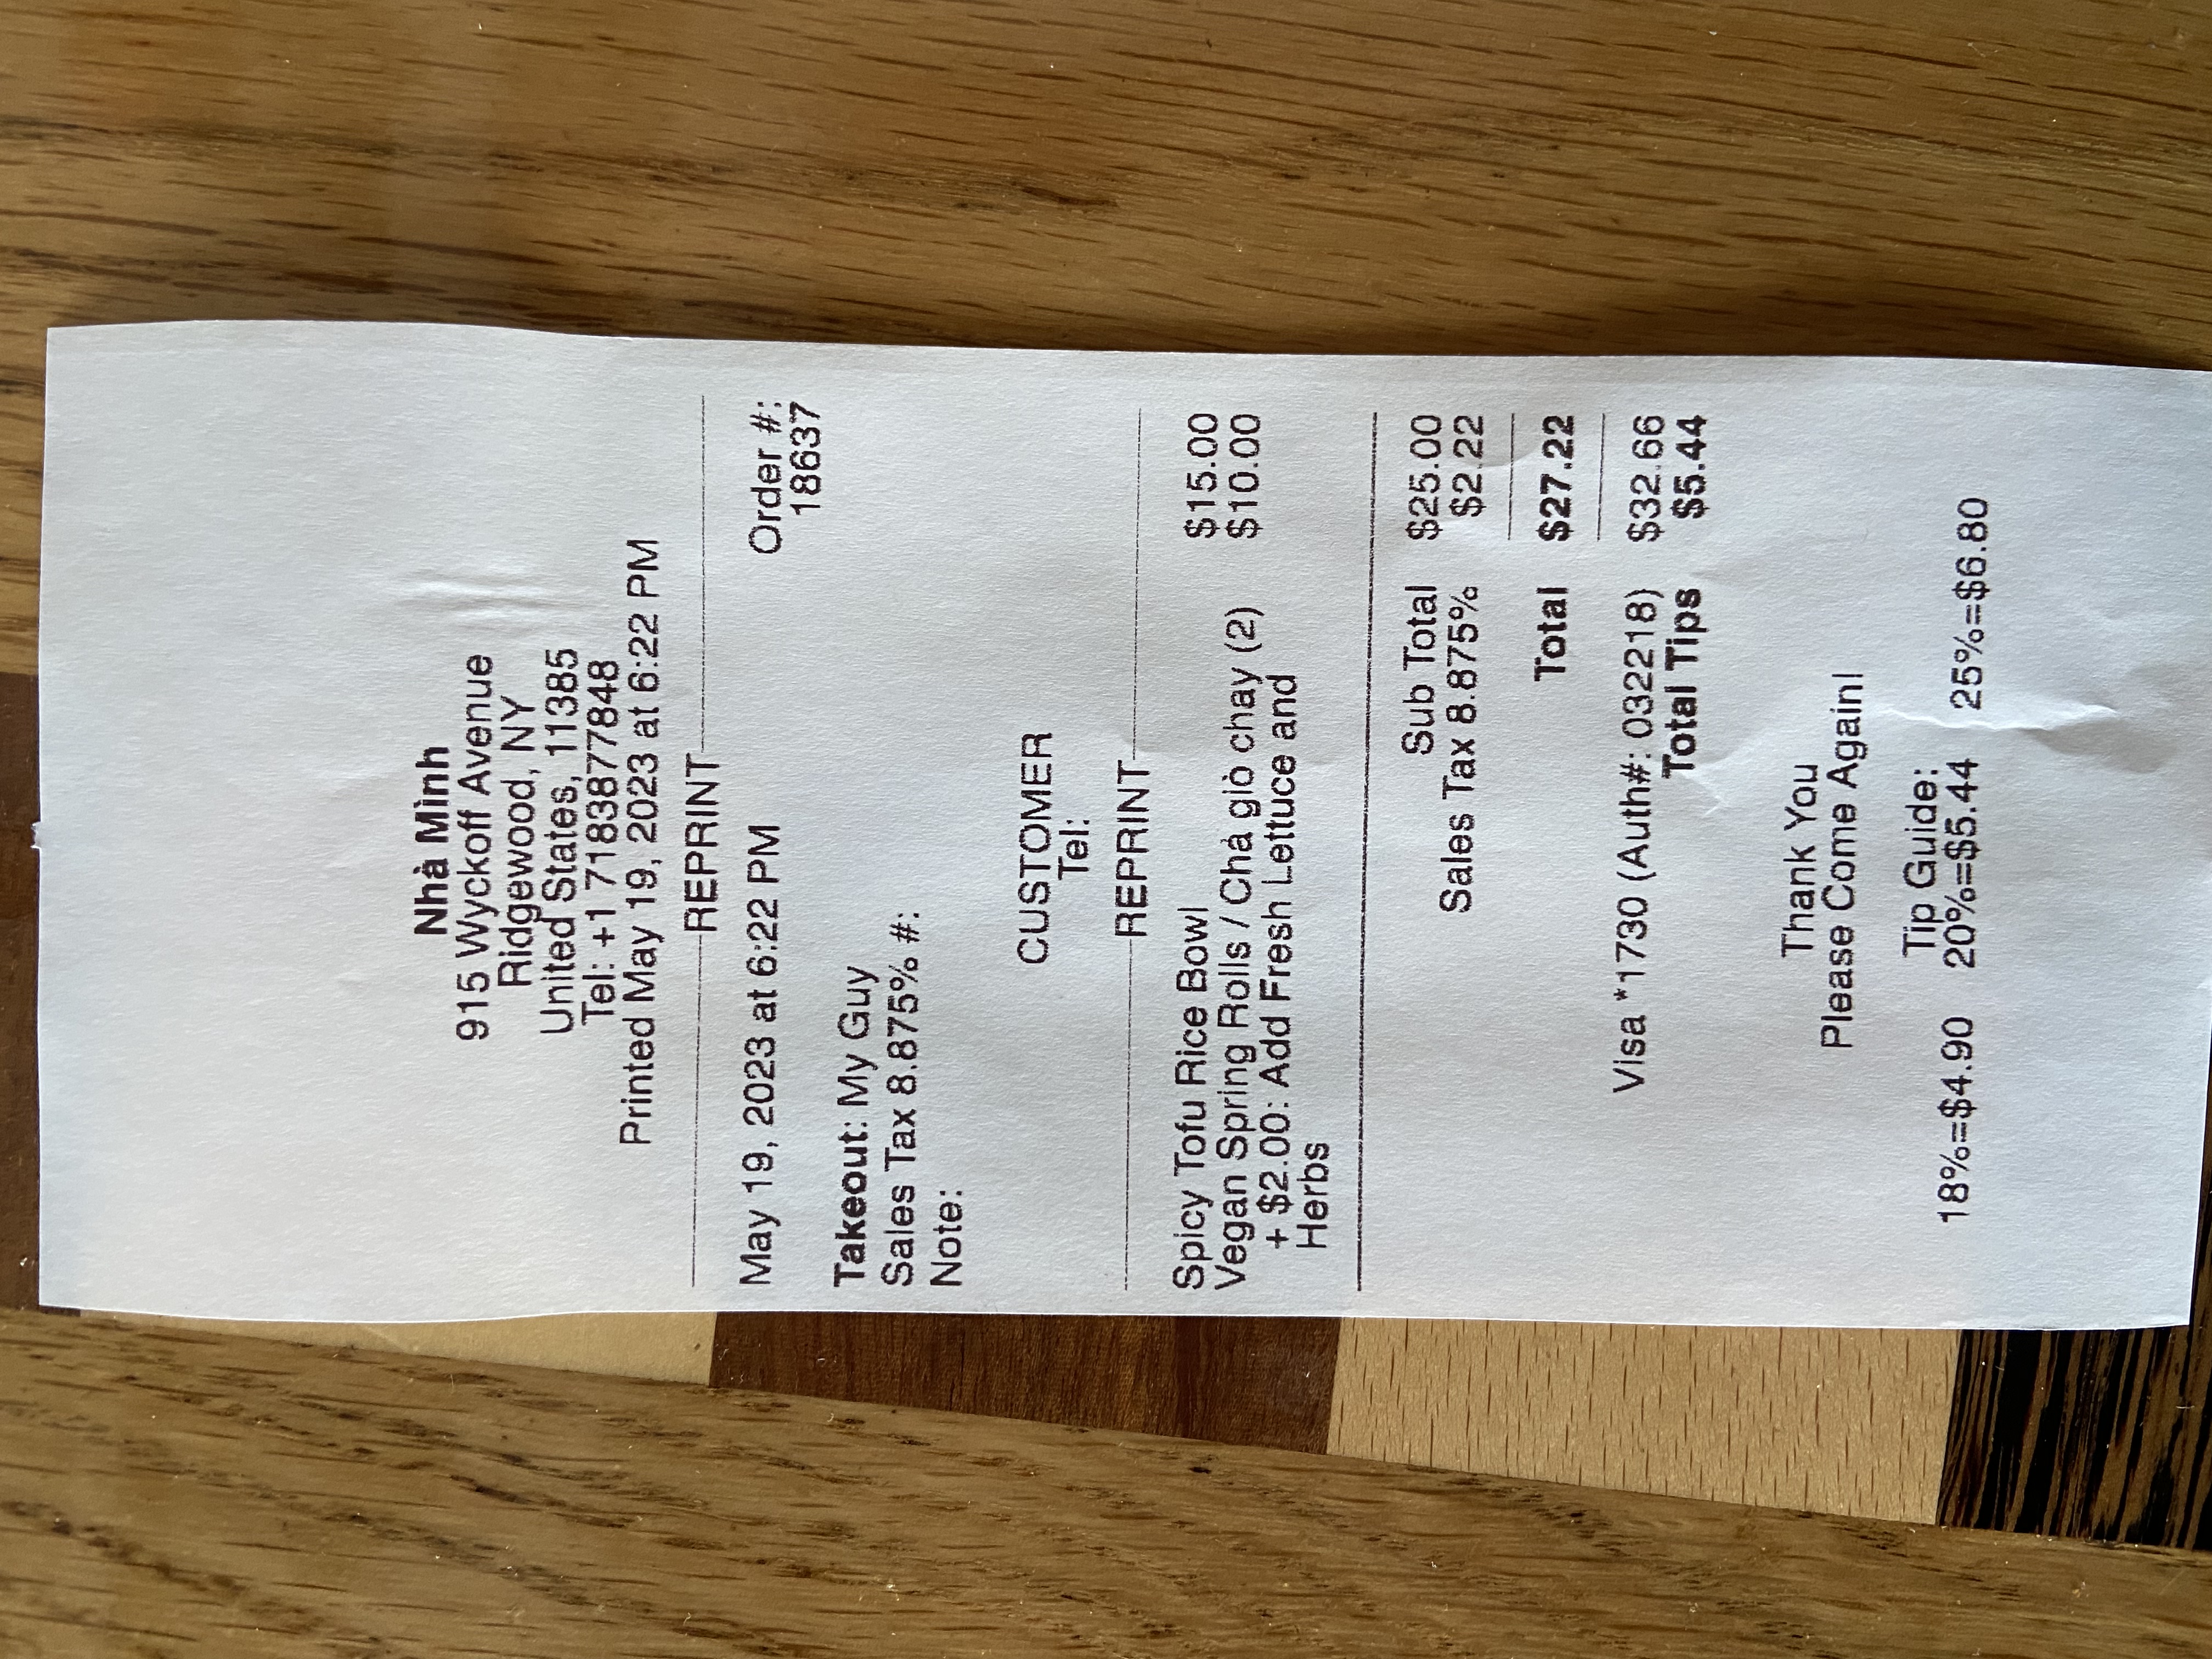 Nhà Mình
915 Wyckoff Avenue
Ridgewood, NY
United States, 11385
Tel: +1 7183877848
Printed May 19, 2023 at 6:22 PM
REPRINT
May 19, 2023 at 6:22 PM Order #:
18637
Takeout: My Guy
Sales Tax 8.875% #:
Note:
CUSTOMER
Tel:
REPRINT
Spicy Tofu Rice Bowl $15.00
Vegan Spring Rolls / Chả giò chay (2) $10.00
+ $2.00: Add Fresh Lettuce and
Herbs
Sub Total $25.00
Sales Tax 8.875% $2.22
Total $27.22
Visa *1730 (Auth#: 032218) $32.66
Total Tips $5.44
Thank You
Please Come Again!
Tip Guide:
18%=$4.90 20%=$5.44 25%=$6.80